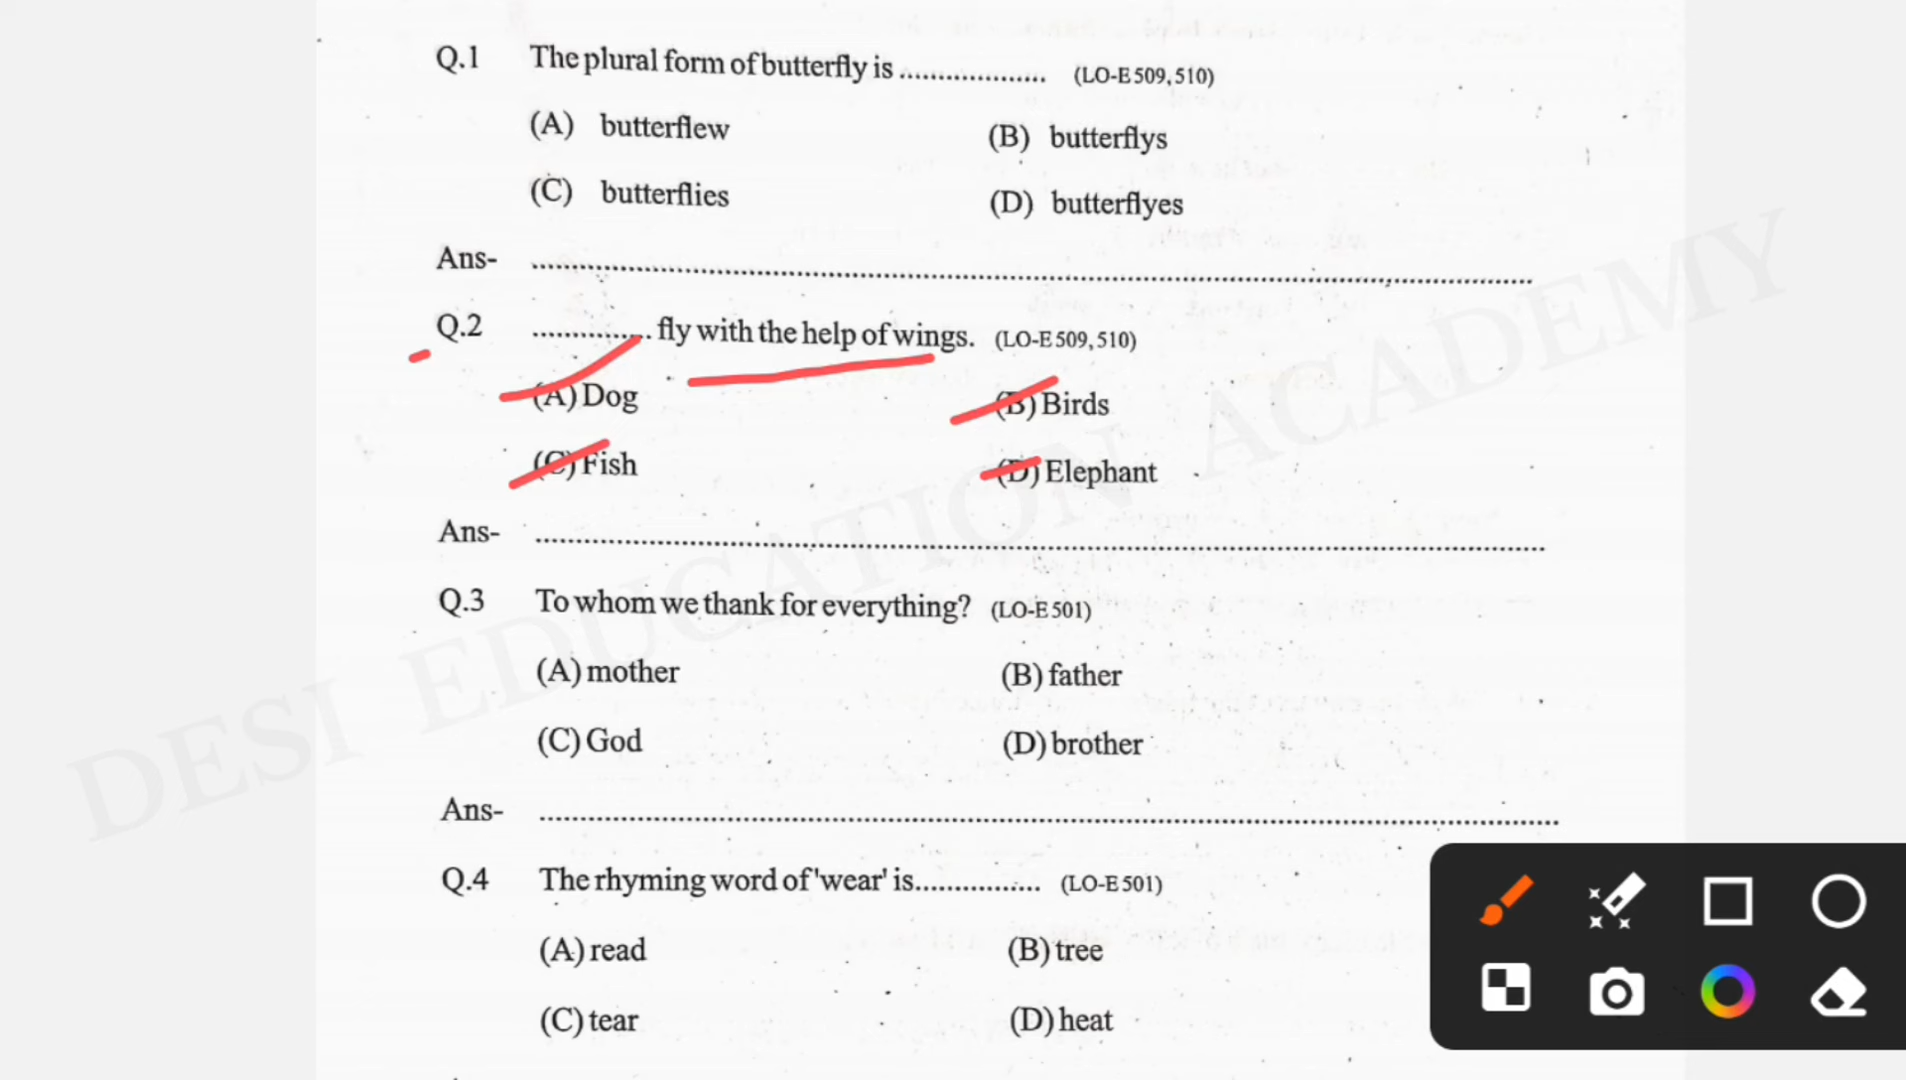 Q.1 The plural form of butterfly is ................... (LO-E 509, 510)
(A) butterflew (B) butterflys
(C) butterflies (D) butterflyes
Ans- ................................................................
Q.2 ................ fly with the help of wings. (LO-E 509, 510)
(A) Dog (B) Birds
(C) Fish (D) Elephant
Ans- ................................................................
Q.3 To whom we thank for everything? (LO-E 501)
(A) mother (B) father
(C) God (D) brother
Ans- ................................................................
Q.4 The rhyming word of 'wear' is................ (LO-E 501)
(A) read (B) tree
(C) tear (D) heat
DESI EDUCATION ACADEMY